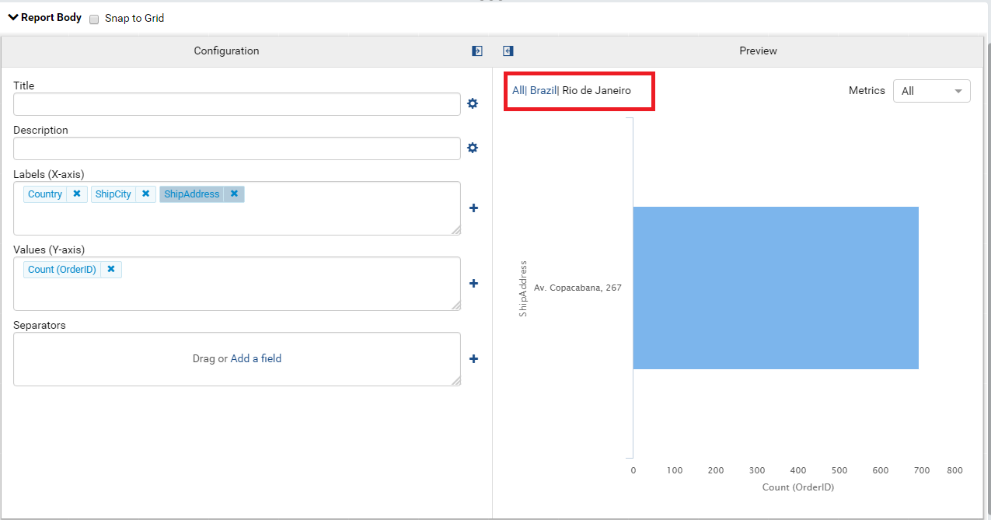 Report Body Snap to Grid
Configuration
Preview
Title
Description
Labels (X-axis)
Country ShipCity ShipAddress
Values (Y-axis)
Count (OrderID)
Separators
Drag or Add a field
All| Brazil| Rio de Janeiro
Metrics All
ShipAddress
Av. Copacabana, 267
0 100 200 300 400 500 600 700 800
Count (OrderID)